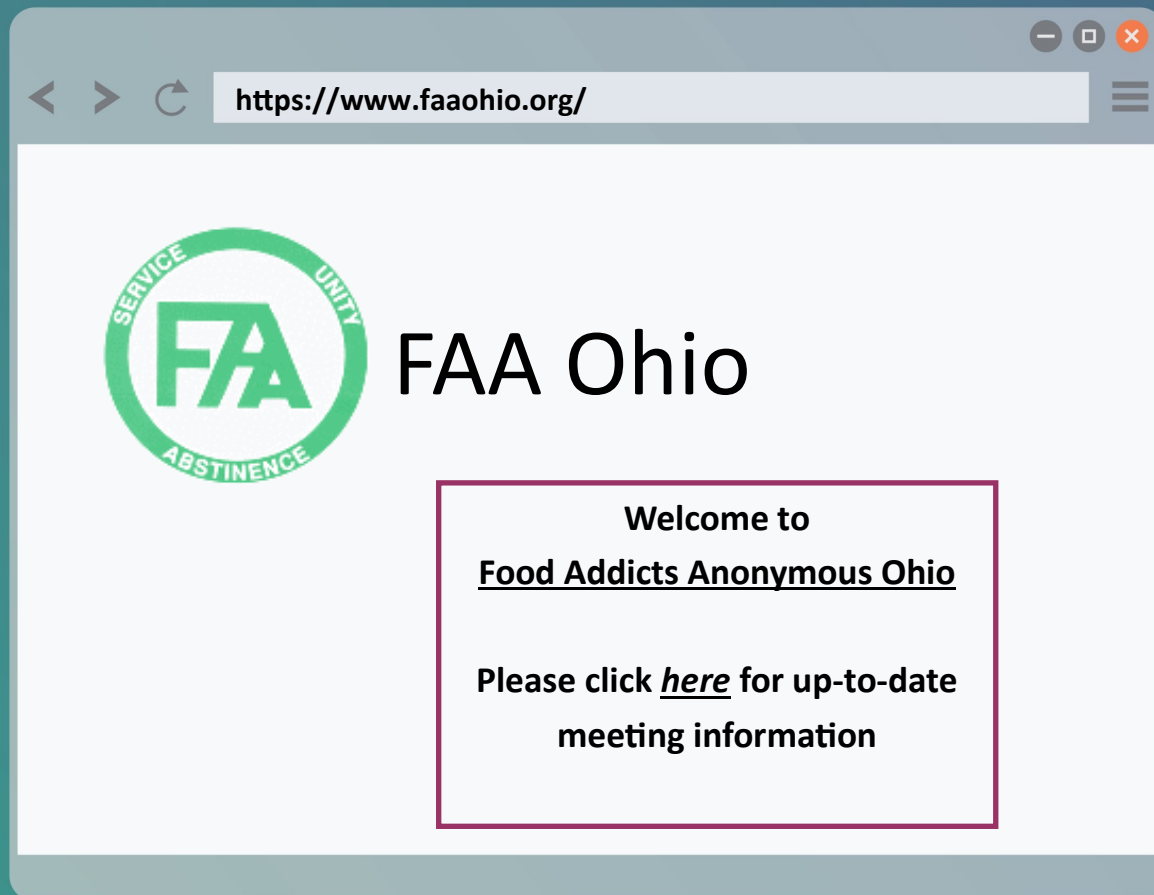 https://www.faaohio.org/
SERVICE
UNITY
FAA
ABSTINENCE
FAA Ohio
Welcome to
Food Addicts Anonymous Ohio
Please click here for up-to-date
meeting information